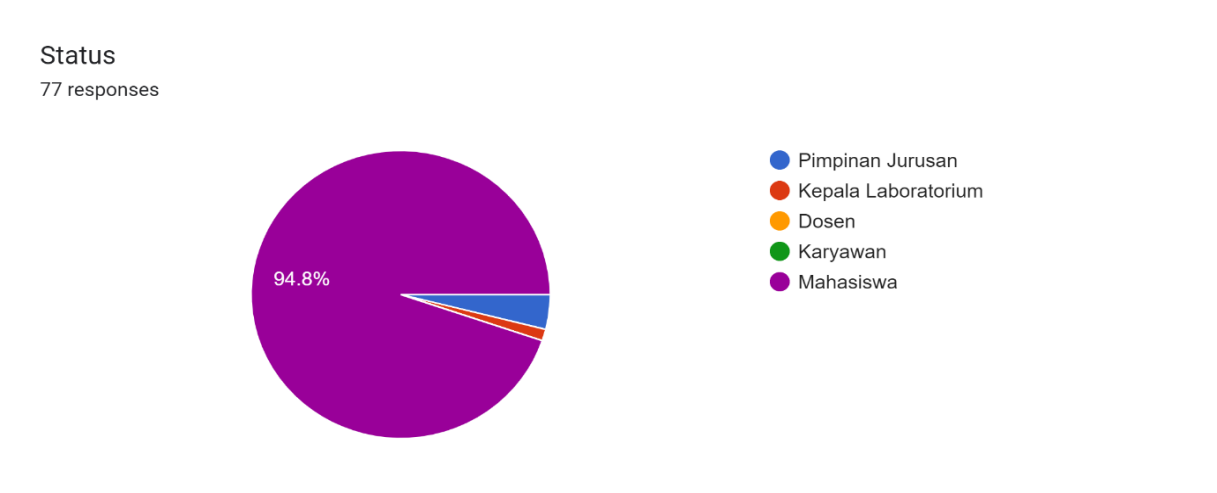 Status
77 responses
94.8%
Pimpinan Jurusan
Kepala Laboratorium
Dosen
Karyawan
Mahasiswa